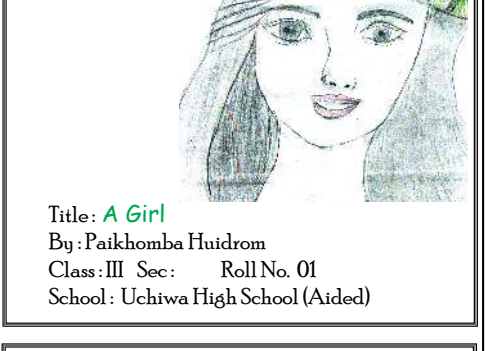 Title : A Girl
By : Paikhomba Huidrom
Class : III Sec : Roll No. 01
School : Uchiwa High School (Aided)